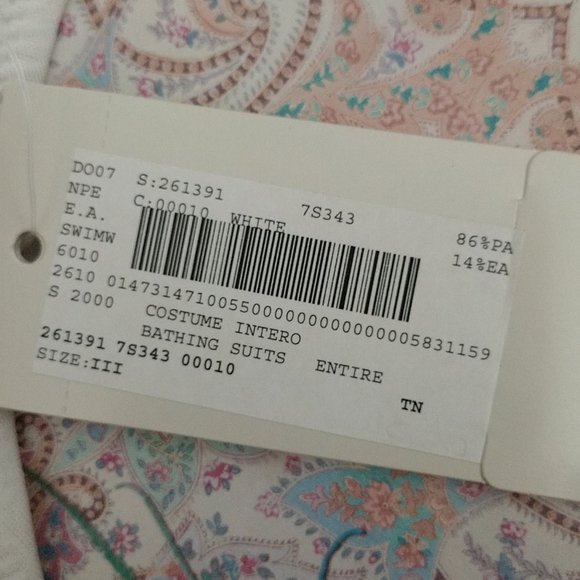 DO07 S:261391 7S343
NPE C:00010 WHITE 86%PA
E.A. 14%EA
SWIMW
6010
2610 014731471005500000000000000005831159
S 2000 COSTUME INTERO
BATHING SUITS ENTIRE
261391 7S343 00010
SIZE:III TN